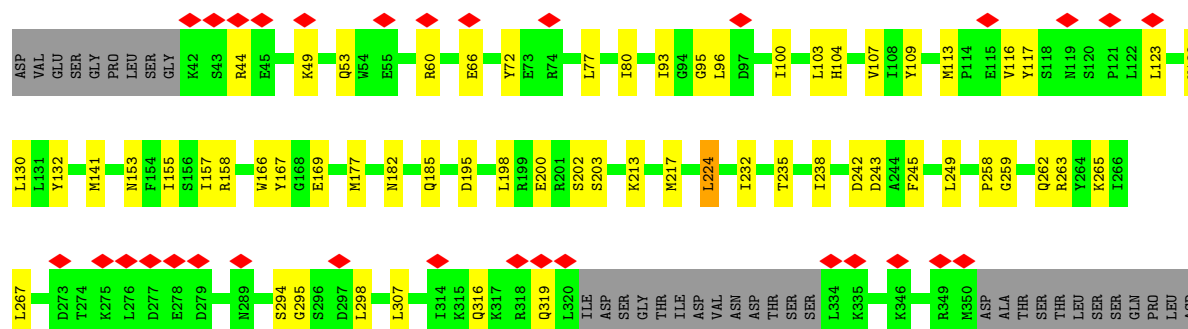 ASP VAL GLU SER GLY PRO LEU SER GLY K42 S43 R44 E45 K49 Q53 W54 E55 R60 E66 Y72 E73 R74 L77 I80 I93 G94 G95 L96 D97 I100 L103 H104 V107 I108 Y109 M113 P114 E115 V116 Y117 S118 N119 S120 P121 L122 L123
L130 L131 Y132 M141 N153 F154 I155 S156 I157 R158 W166 Y167 G168 E169 M177 N182 Q185 D195 L198 R199 E200 R201 S202 S203 K213 M217 L224 I232 T235 I238 D242 D243 A244 F245 L249 P258 G259 Q262 R263 Y264 K265 I266
L267 D273 T274 K275 L276 D277 E278 D279 N289 S294 G295 S296 D297 L298 L307 I314 K315 Q316 K317 R318 Q319 L320 ILE ASP SER GLY THR ILE ASP VAL ASN ASP THR SER SER L334 K335 K346 R349 M350 ASP ALA THR SER THR LEU SER SER GLN PRO LEU